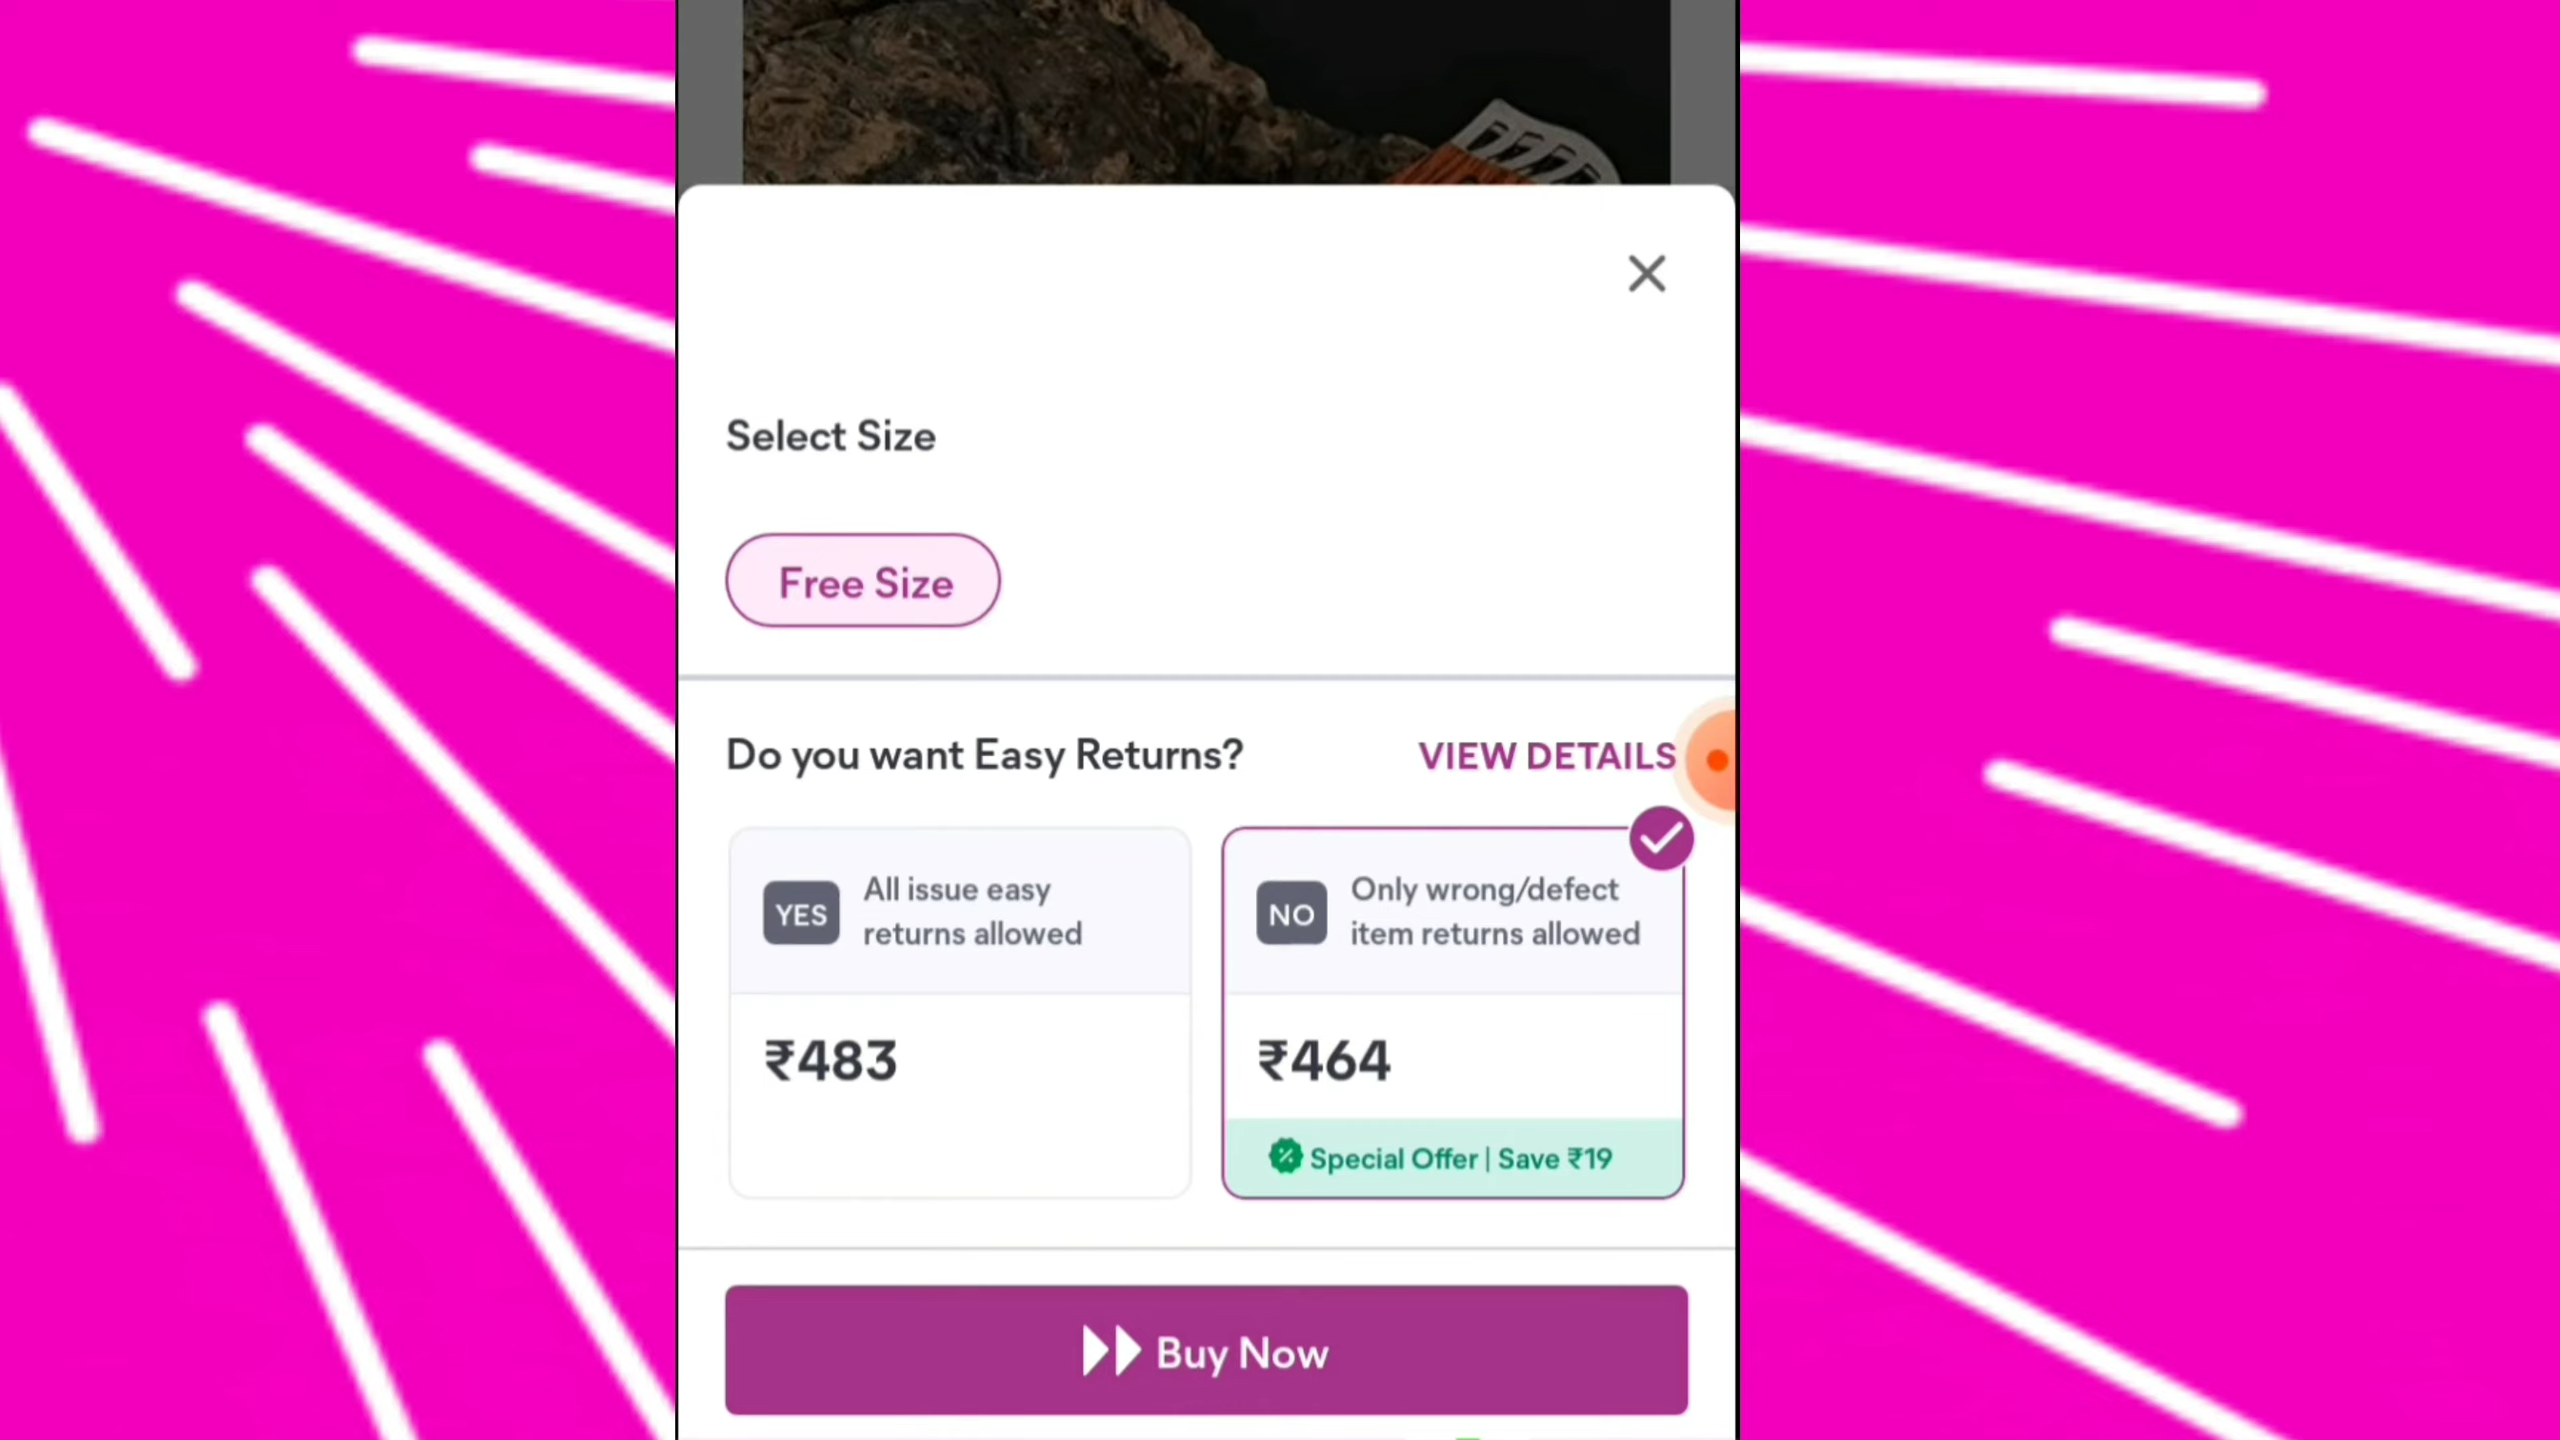 Select Size
Free Size
Do you want Easy Returns?
VIEW DETAILS
YES
All issue easy
returns allowed
₹483
NO
Only wrong/defect
item returns allowed
₹464
Special Offer | Save ₹19
Buy Now